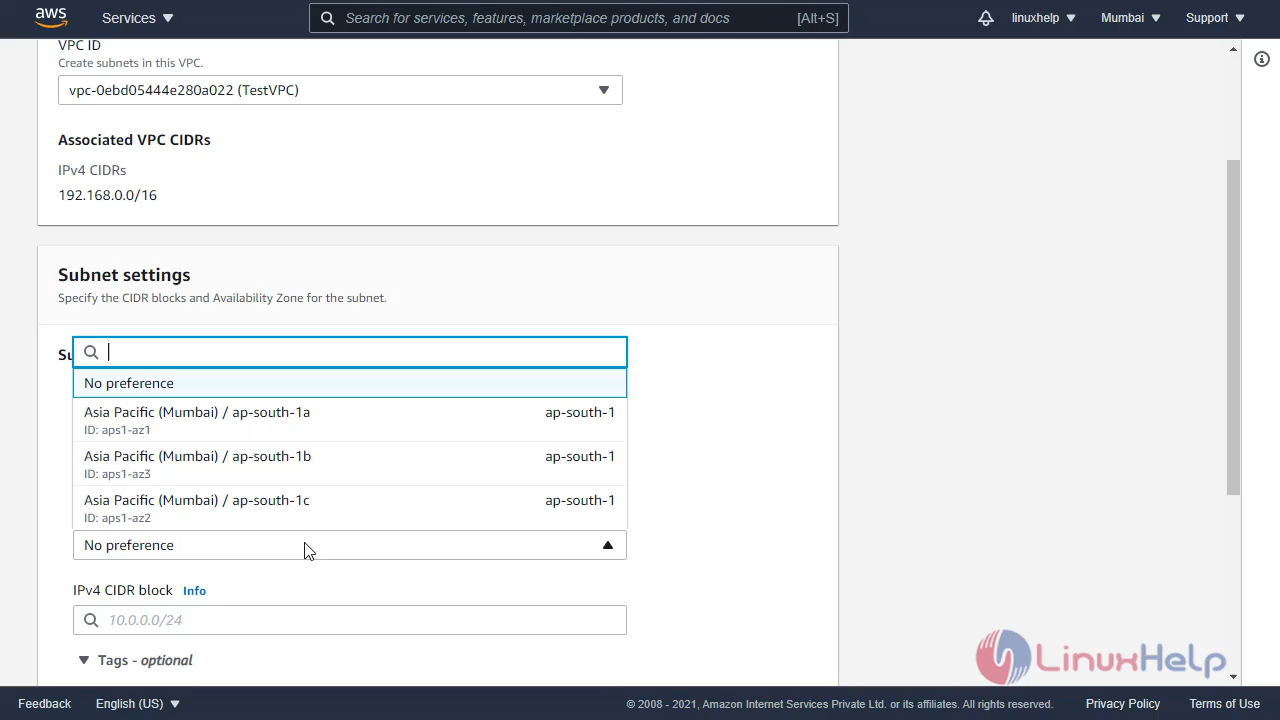 aws
Services
Search for services, features, marketplace products, and docs [Alt+S]
linuxhelp
Mumbai
Support
VPC ID
Create subnets in this VPC.
vpc-0ebd05444e280a022 (TestVPC)
Associated VPC CIDRs
IPv4 CIDRs
192.168.0.0/16
Subnet settings
Specify the CIDR blocks and Availability Zone for the subnet.
Su
No preference
Asia Pacific (Mumbai) / ap-south-1a ap-south-1
ID: aps1-az1
Asia Pacific (Mumbai) / ap-south-1b ap-south-1
ID: aps1-az3
Asia Pacific (Mumbai) / ap-south-1c ap-south-1
ID: aps1-az2
No preference
IPv4 CIDR block Info
10.0.0.0/24
Tags - optional
LinuxHelp
Feedback
English (US)
© 2008 - 2021, Amazon Internet Services Private Ltd. or its affiliates. All rights reserved.
Privacy Policy
Terms of Use